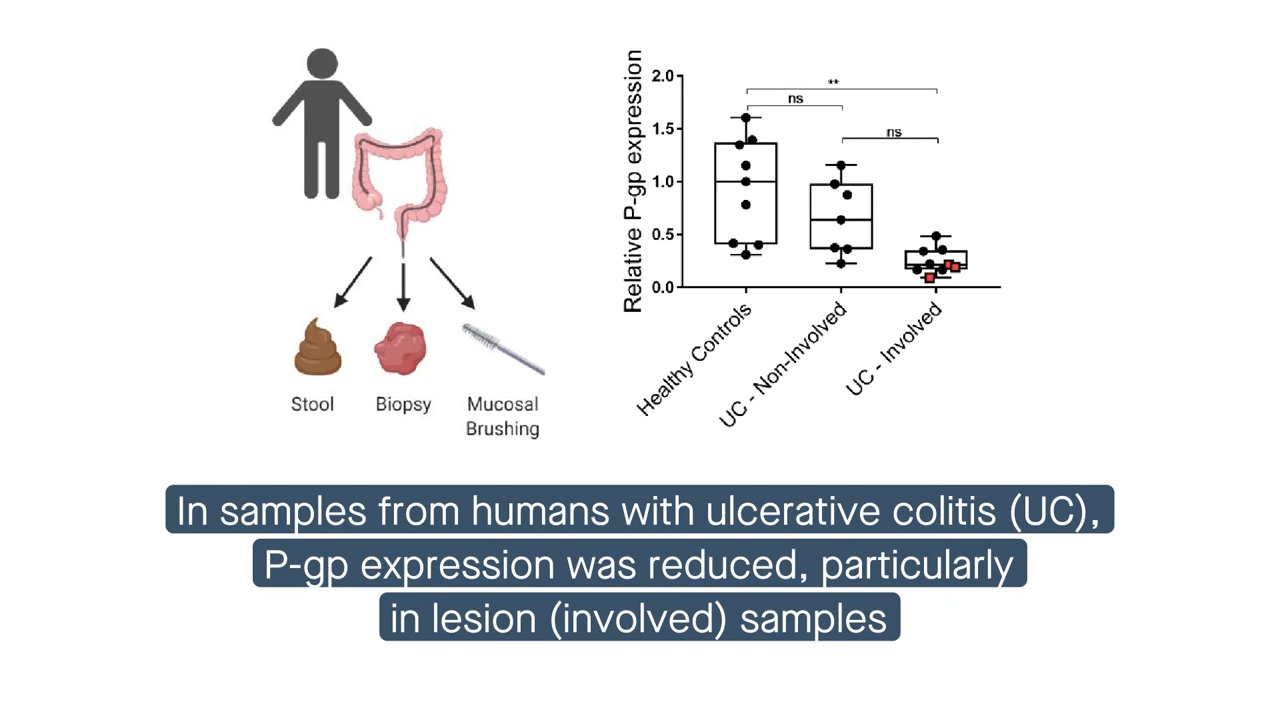 Stool
Biopsy
Mucosal
Brushing
Relative P-gp expression
2.0
1.5
1.0
0.5
0.0
**
ns
ns
Healthy Controls
UC - Non-Involved
UC - Involved
In samples from humans with ulcerative colitis (UC),
P-gp expression was reduced, particularly
in lesion (involved) samples